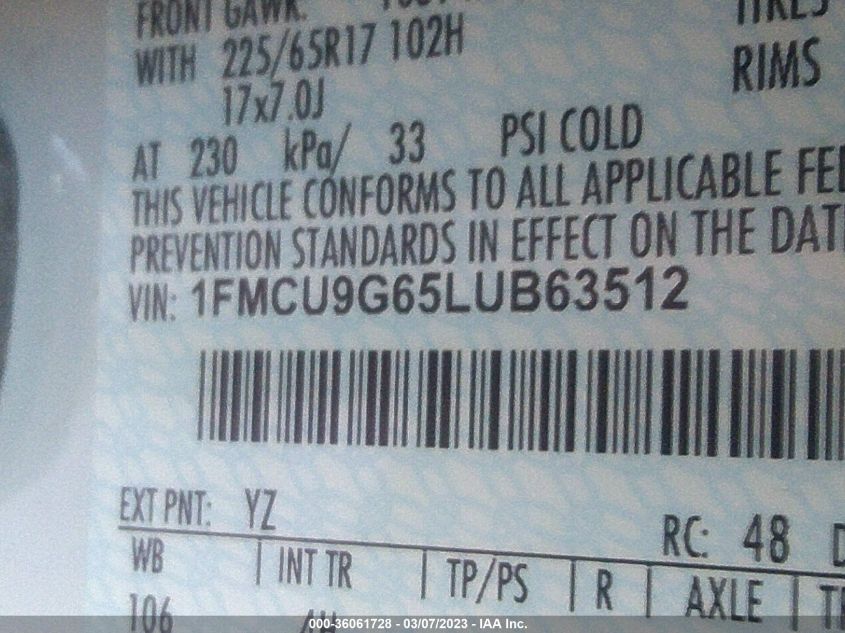 FRONT GAWR:
WITH 225/65R17 102H
RIMS
17x7.0J
AT 230 kPa/ 33 PSI COLD
THIS VEHICLE CONFORMS TO ALL APPLICABLE FE
PREVENTION STANDARDS IN EFFECT ON THE DAT
VIN: 1FMCU9G65LUB63512
EXT PNT: YZ
RC: 48
WB INT TR TP/PS R AXLE
106
000-36061728 - 03/07/2023 - IAA Inc.